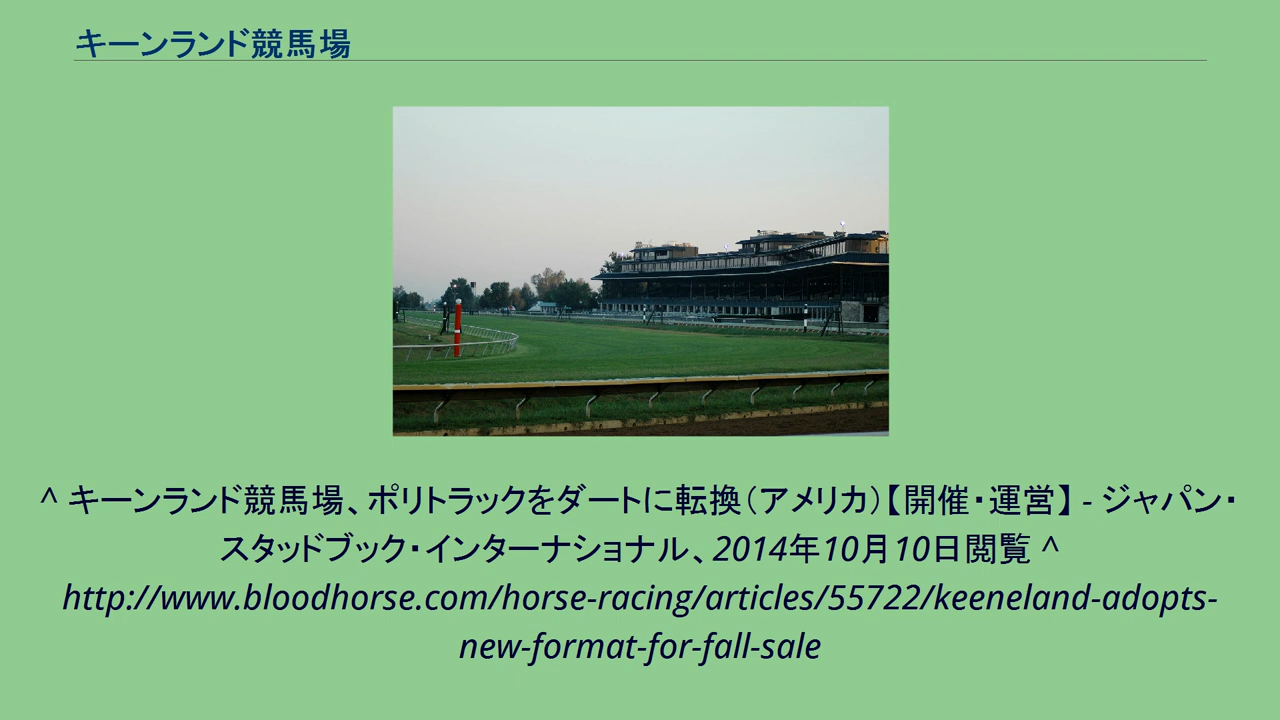 キーンランド競馬場
^ キーンランド競馬場、ポリトラックをダートに転換（アメリカ）【開催・運営】 - ジャパン・
スタッドブック・インターナショナル、2014年10月10日閲覧 ^
http://www.bloodhorse.com/horse-racing/articles/55722/keeneland-adopts-
new-format-for-fall-sale